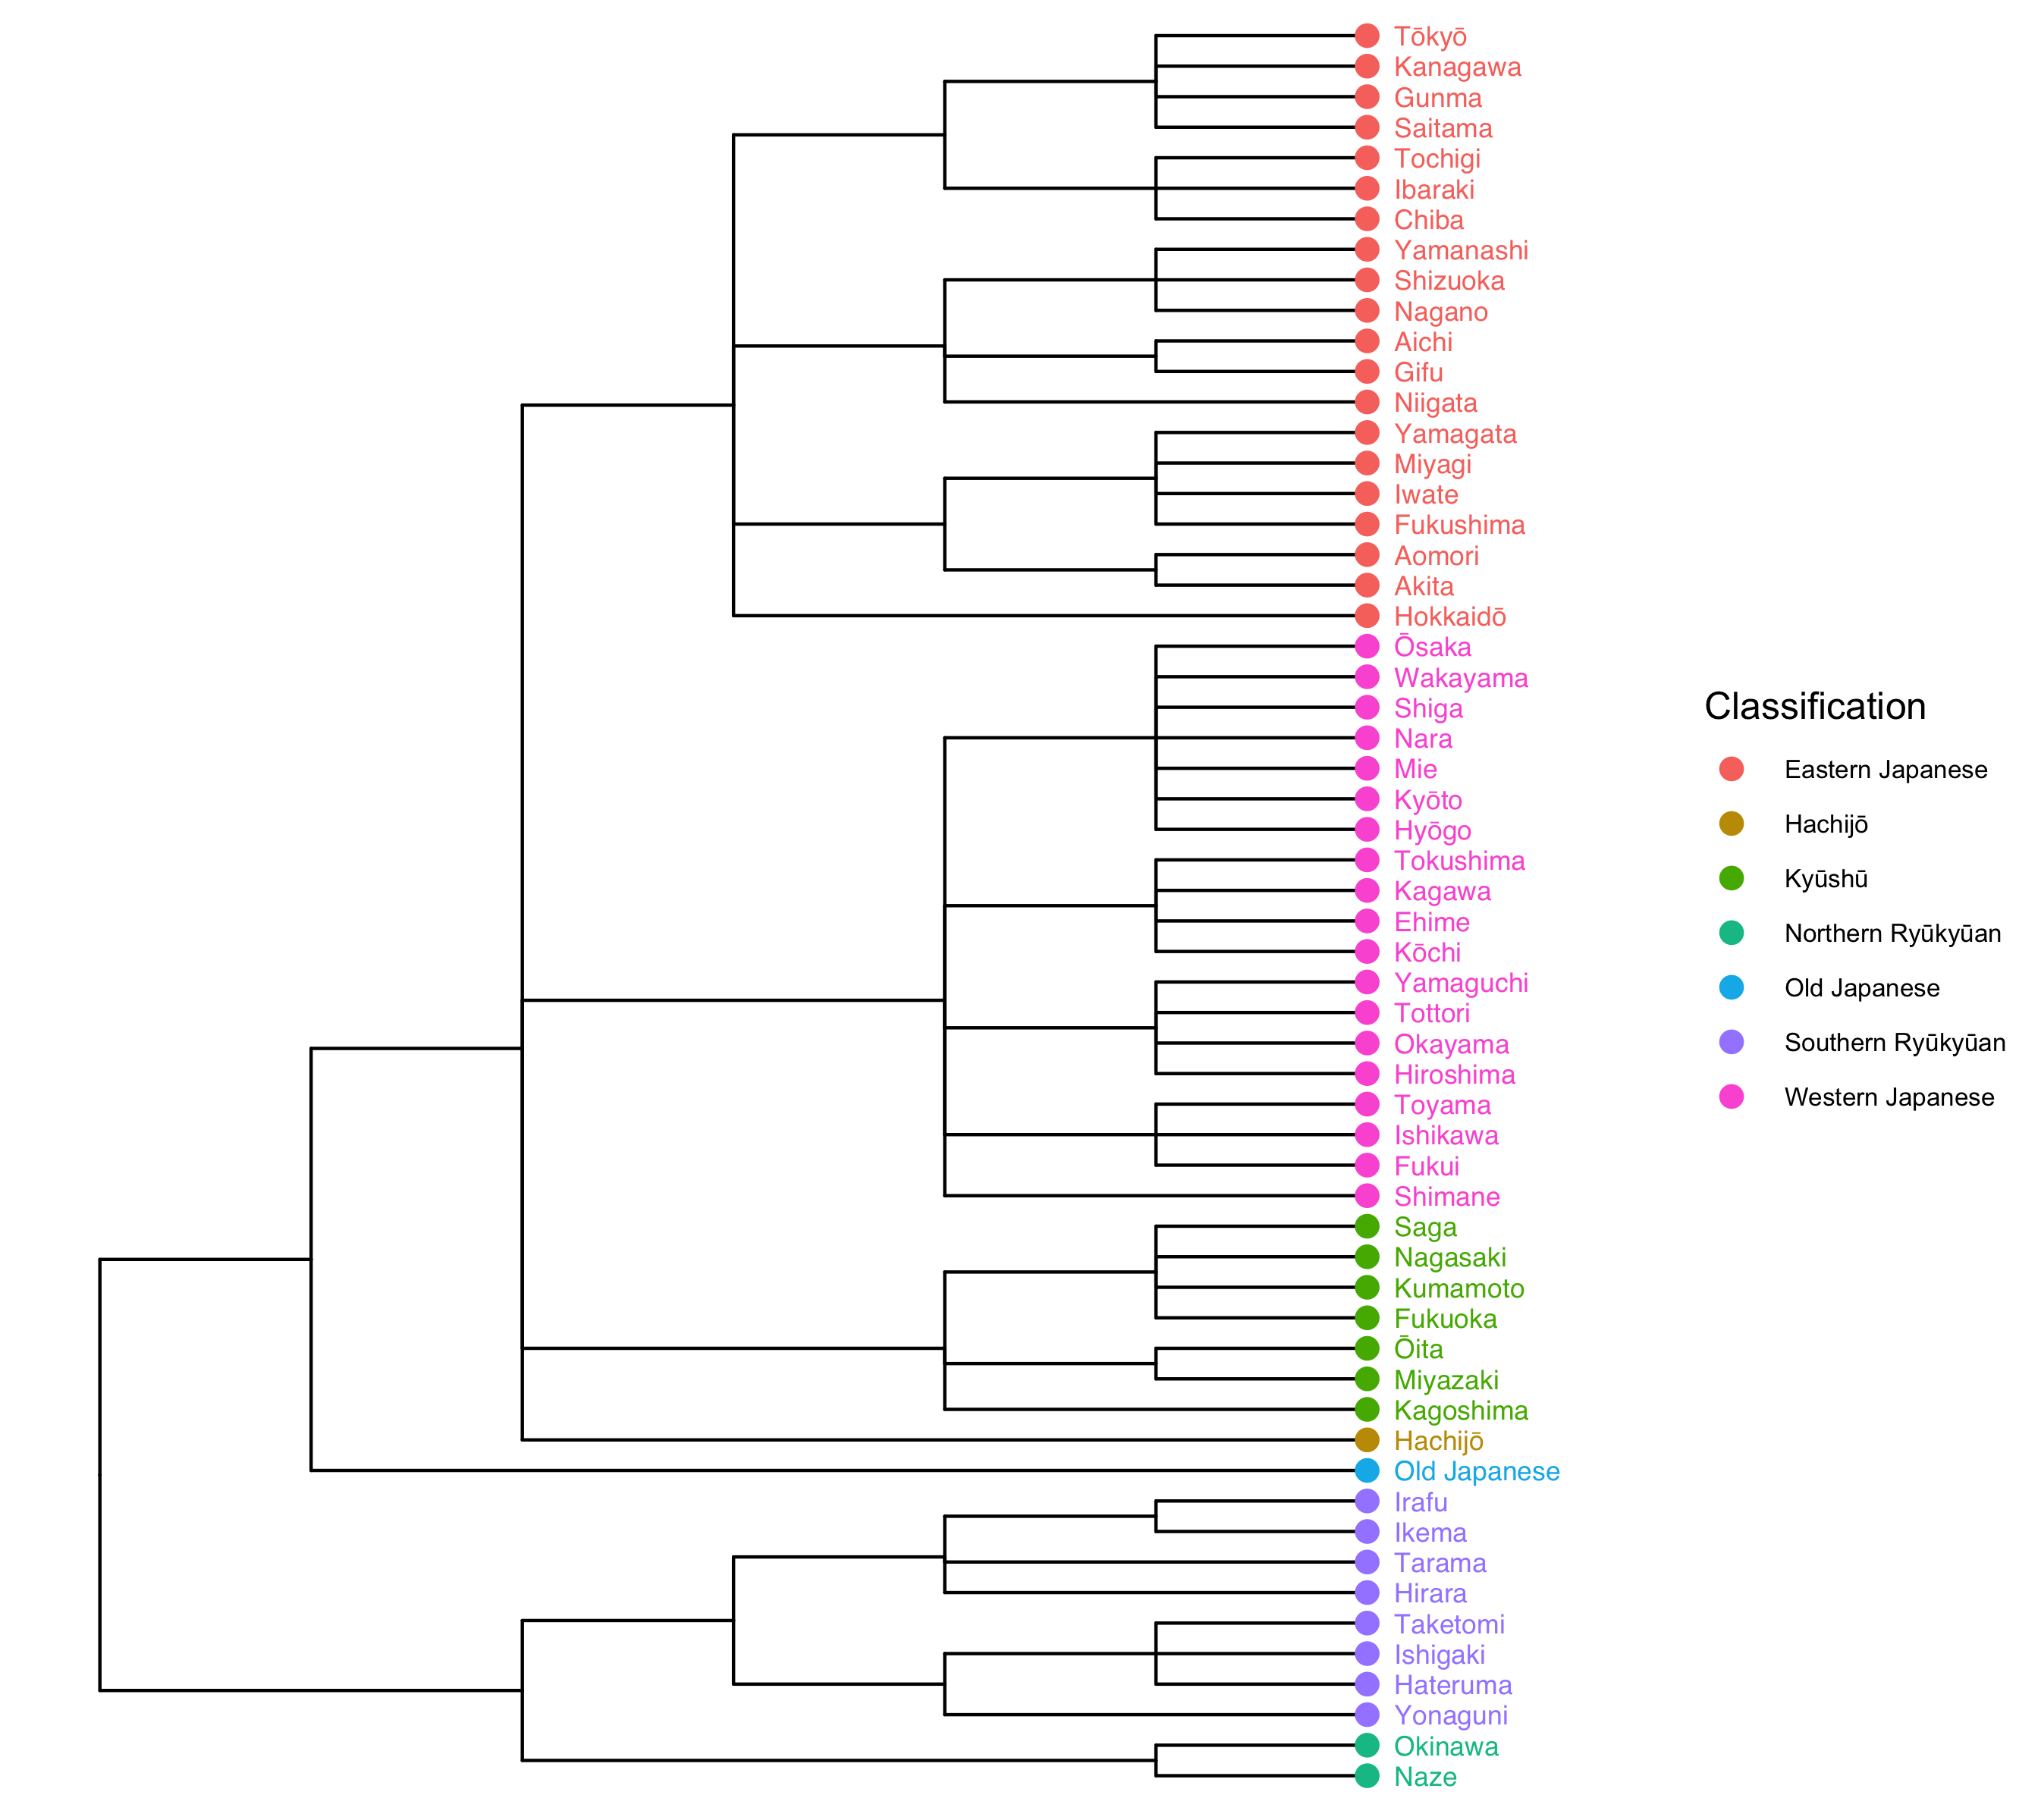 Tōkyō
Kanagawa
Gunma
Saitama
Tochigi
Ibaraki
Chiba
Yamanashi
Shizuoka
Nagano
Aichi
Gifu
Niigata
Yamagata
Miyagi
Iwate
Fukushima
Aomori
Akita
Hokkaidō
Ōsaka
Wakayama
Shiga
Nara
Mie
Kyōto
Hyōgo
Tokushima
Kagawa
Ehime
Kōchi
Yamaguchi
Tottori
Okayama
Hiroshima
Toyama
Ishikawa
Fukui
Shimane
Saga
Nagasaki
Kumamoto
Fukuoka
Ōita
Miyazaki
Kagoshima
Hachijō
Old Japanese
Irafu
Ikema
Tarama
Hirara
Taketomi
Ishigaki
Hateruma
Yonaguni
Okinawa
Naze
Classification
Eastern Japanese
Hachijō
Kyūshū
Northern Ryūkyūan
Old Japanese
Southern Ryūkyūan
Western Japanese